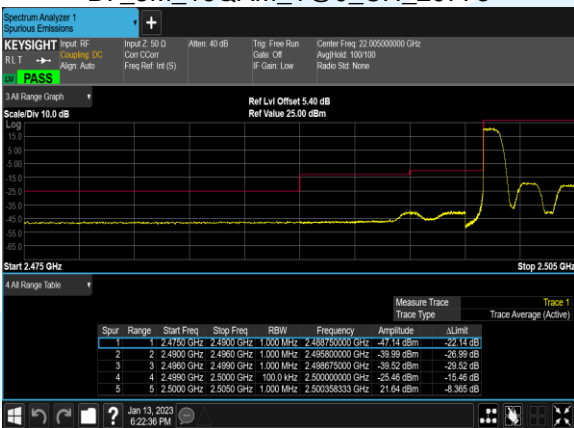 Spectrum Analyzer 1
Spurious Emissions
KEYSIGHT Input: RF Input Z: 50 Ω Atten: 40 dB Trig: Free Run Center Freq: 22.005000000 GHz
RLT Coupling: DC Corr CCorr Gate: Off Avg|Hold: 100/100
Align: Auto Freq Ref: Int (S) IF Gain: Low Radio Std: None
PASS
3 All Range Graph
Ref Lvl Offset 5.40 dB
Scale/Div 10.0 dB Ref Value 25.00 dBm
Log
15.0
5.00
-5.00
-15.0
-25.0
-35.0
-45.0
-55.0
-65.0
Start 2.475 GHz Stop 2.505 GHz
4 All Range Table
Measure Trace Trace 1
Trace Type Trace Average (Active)
Spur Range Start Freq Stop Freq RBW Frequency Amplitude ΔLimit
1 1 2.4750 GHz 2.4900 GHz 1.000 MHz 2.488750000 GHz -47.14 dBm -22.14 dB
2 2 2.4900 GHz 2.4960 GHz 1.000 MHz 2.495800000 GHz -39.99 dBm -26.99 dB
3 3 2.4960 GHz 2.4990 GHz 1.000 MHz 2.498675000 GHz -39.52 dBm -29.52 dB
4 4 2.4990 GHz 2.5000 GHz 100.0 kHz 2.500000000 GHz -25.46 dBm -15.46 dB
5 5 2.5000 GHz 2.5050 GHz 1.000 MHz 2.500358333 GHz 21.64 dBm -8.365 dB
Jan 13, 2023
6:22:36 PM